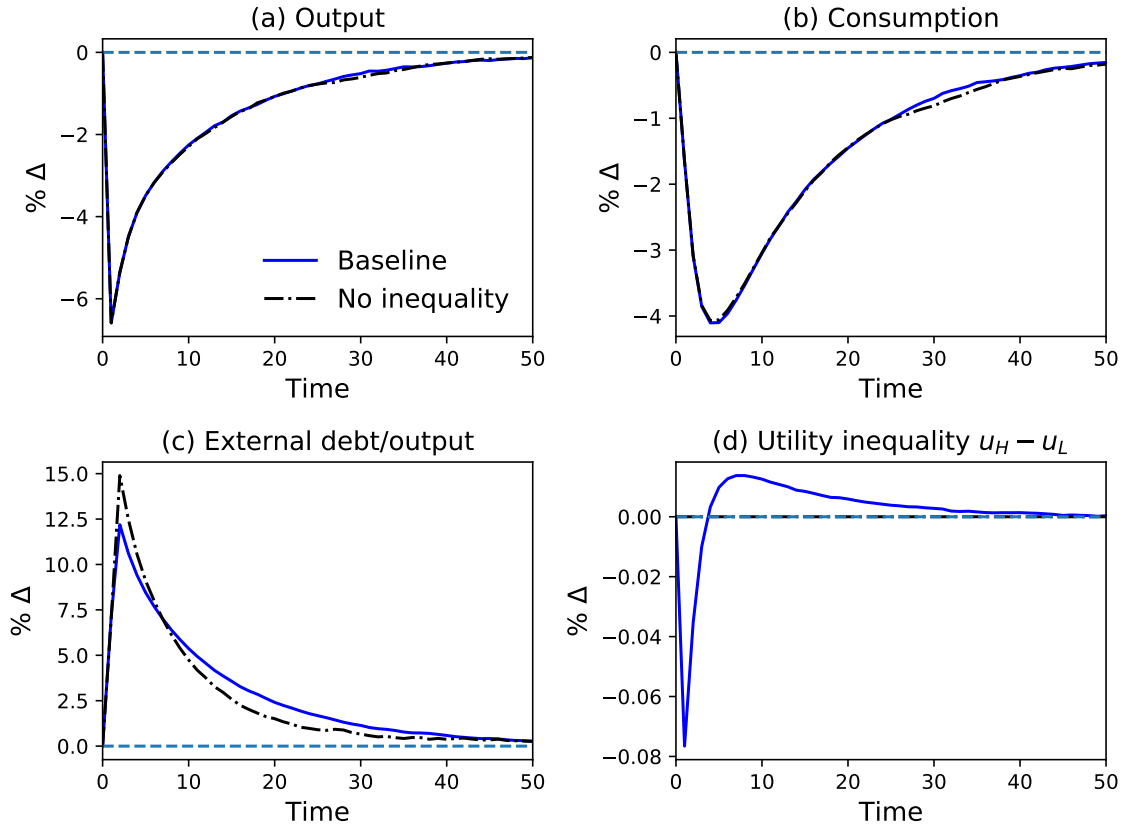 (a) Output
0
−2
−4
−6
% Δ
Baseline
No inequality
0 10 20 30 40 50
Time
(b) Consumption
0
−1
−2
−3
−4
% Δ
0 10 20 30 40 50
Time
(c) External debt/output
15.0
12.5
10.0
7.5
5.0
2.5
0.0
% Δ
0 10 20 30 40 50
Time
(d) Utility inequality u_H − u_L
0.00
−0.02
−0.04
−0.06
−0.08
% Δ
0 10 20 30 40 50
Time